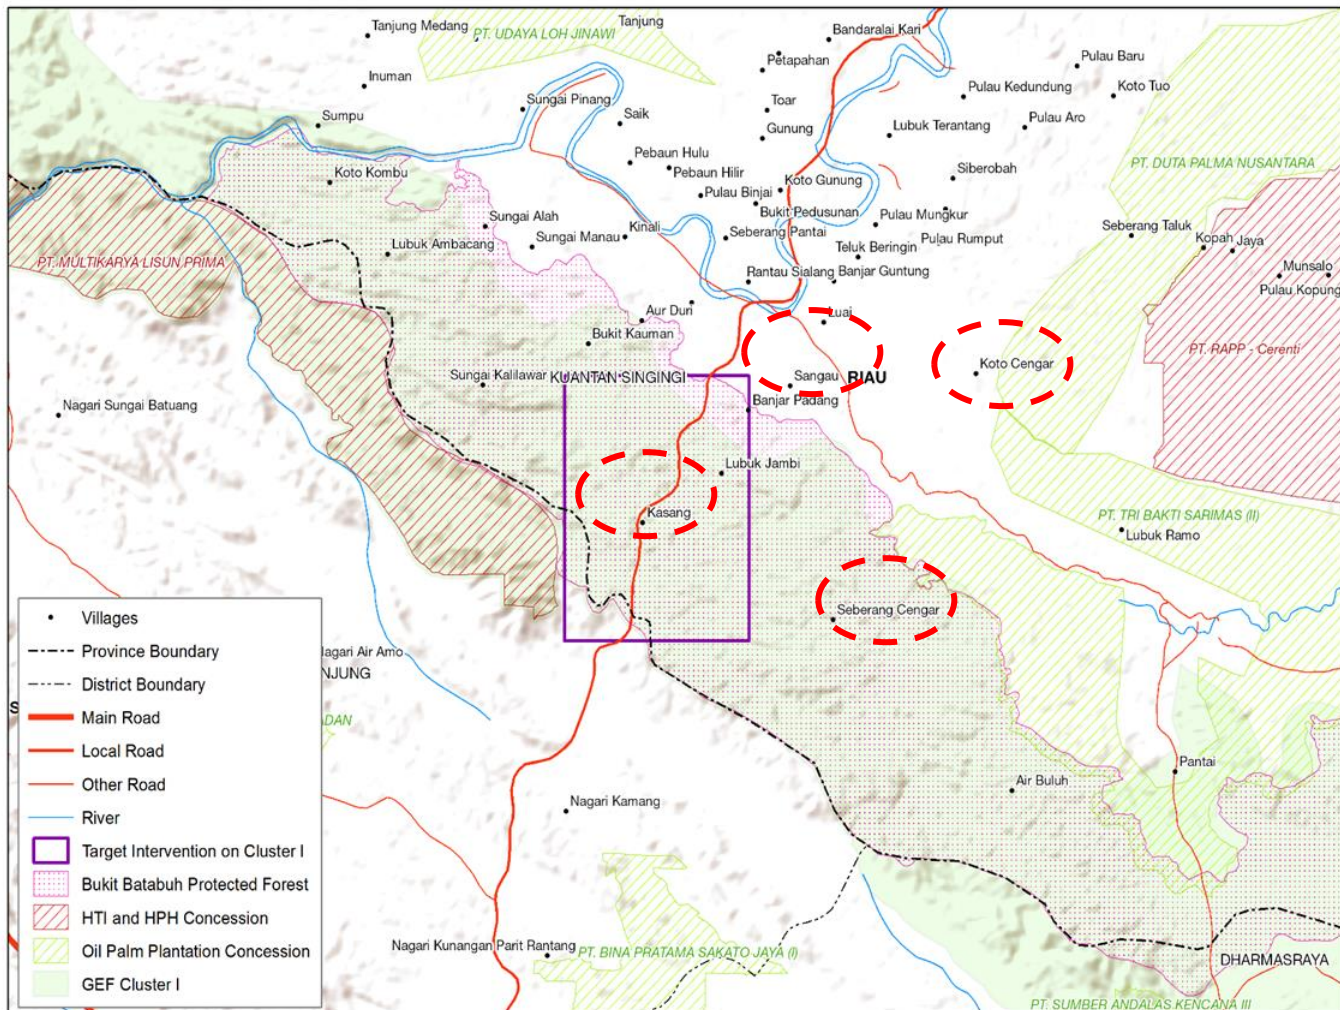 Tanjung Medang
Tanjung
PT. UDAYA LOH JINAWI
Bandaralai Kari
Petapahan
Pulau Baru
Inuman
Pulau Kedundung
Koto Tuo
Sungai Pinang
Toar
Sumpu
Saik
Gunung
Lubuk Terantang
Pulau Aro
Pebaun Hulu
Pebaun Hilir
Siberobah
PT. DUTA PALMA NUSANTARA
Koto Kombu
Pulau Binjai
Koto Gunung
Bukit Pedusunan
Pulau Mungkur
Sungai Alah
Kinali
Seberang Pantai
Pulau Rumput
Seberang Taluk
Lubuk Ambacang
Sungai Manau
Teluk Beringin
Kopah
Jaya
PT. MULTIKARYA LISUN PRIMA
Rantau Sialang
Banjar Guntung
Munsalo
Pulau Kopung
Aur Duri
Luai
Bukit Kauman
PT. RAPP - Cerenti
Sungai Kalilawar
KUANTAN SINGINGI
Sangau
RIAU
Koto Cengar
Banjar Padang
Nagari Sungai Batuang
Lubuk Jambi
Kasang
PT. TRI BAKTI SARIMAS (II)
Lubuk Ramo
Seberang Cengar
Villages
Province Boundary
District Boundary
Main Road
Local Road
Other Road
River
Target Intervention on Cluster I
Bukit Batabuh Protected Forest
HTI and HPH Concession
Oil Palm Plantation Concession
GEF Cluster I
Nagari Air Amo
NJUNG
S
DAN
Pantai
Air Buluh
Nagari Kamang
Nagari Kunangan Parit Rantang
PT. BINA PRATAMA SAKATO JAYA (I)
DHARMASRAYA
PT. SUMBER ANDALAS KENCANA III